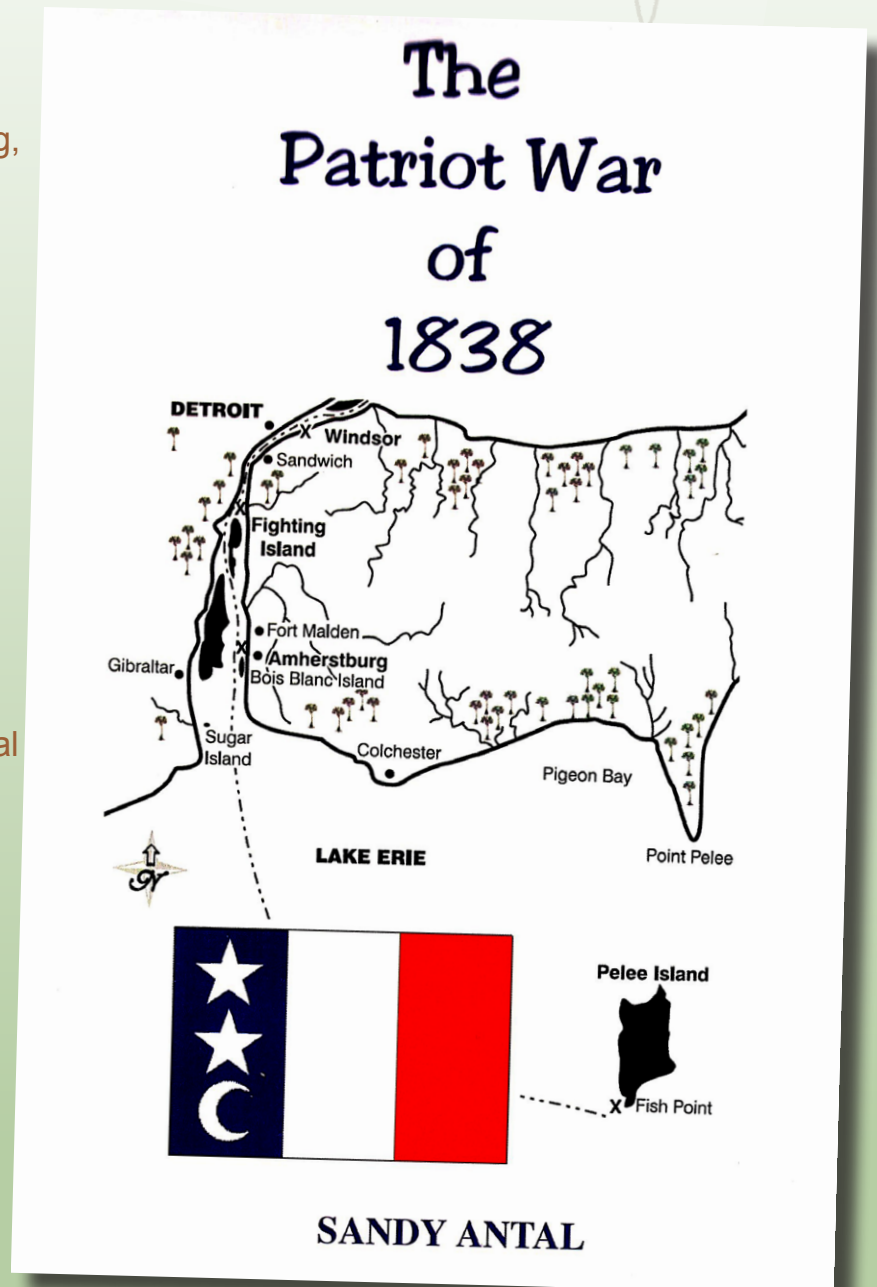 g,
al
The
Patriot War
of
1838
DETROIT
Windsor
Sandwich
Fighting
Island
Fort Malden
Amherstburg
Bois Blanc Island
Gibraltar
Sugar
Island
Colchester
Pigeon Bay
Point Pelee
LAKE ERIE
N
Pelee Island
X Fish Point
X
X
X
SANDY ANTAL